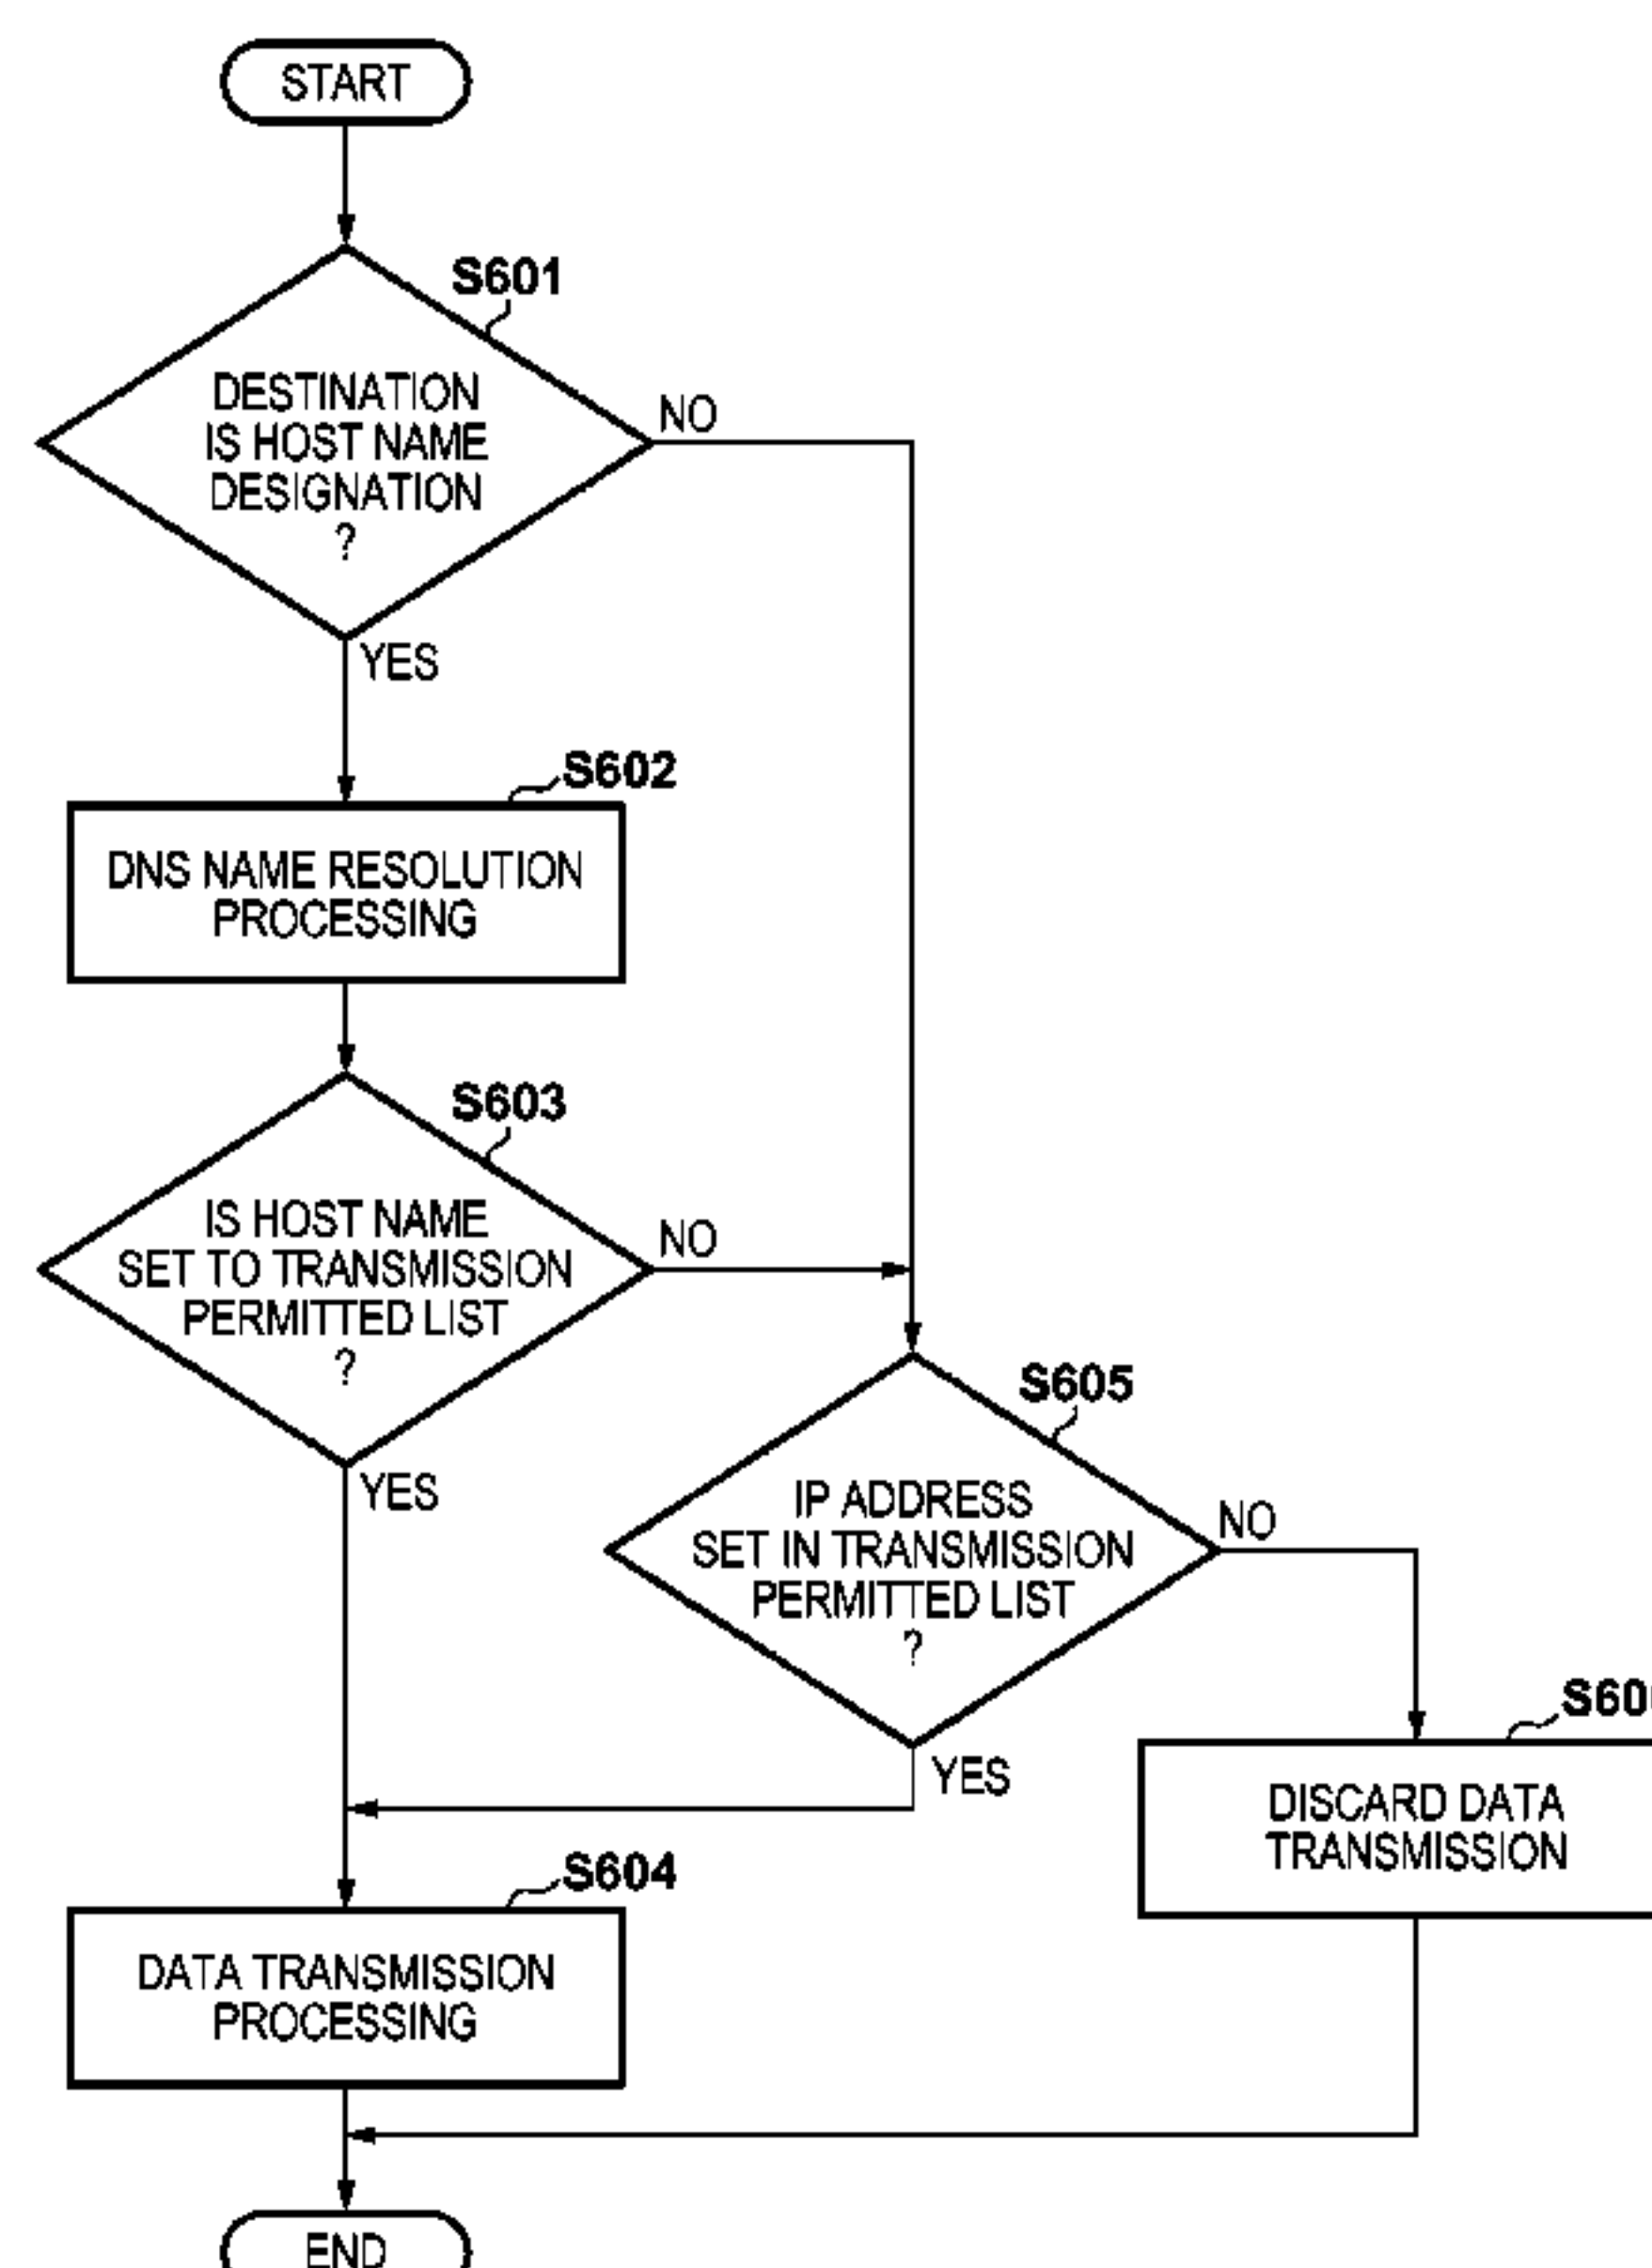 START
S601
DESTINATION
IS HOST NAME
DESIGNATION
?
NO
YES
S602
DNS NAME RESOLUTION
PROCESSING
S603
IS HOST NAME
SET TO TRANSMISSION
PERMITTED LIST
?
NO
YES
S605
IP ADDRESS
SET IN TRANSMISSION
PERMITTED LIST
?
NO
YES
DISCARD DATA
TRANSMISSION
S604
DATA TRANSMISSION
PROCESSING
END